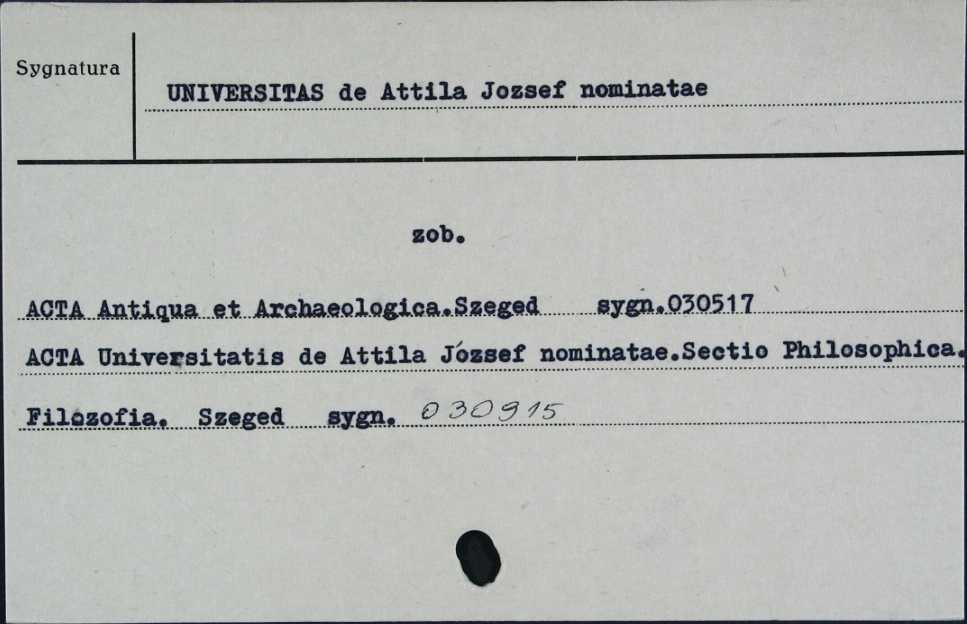 Sygnatura
UNIVERSITAS de Attila Jozsef nominatae
zob.
ACTA Antiqua et Archaeologica.Szeged sygn.030517
ACTA Universitatis de Attila József nominatae.Sectio Philosophica.
Filozofia. Szeged sygn. 030915